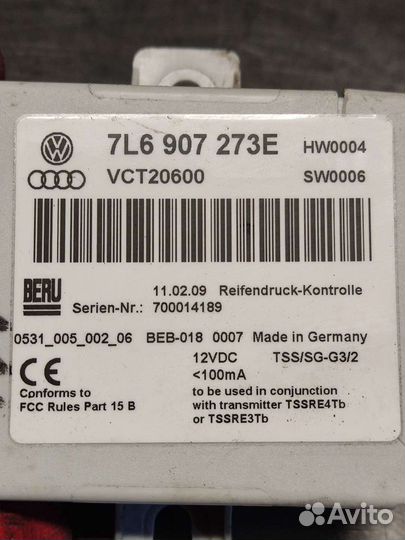 7L6 907 273E HW0004
VCT20600 SW0006
BERU
11.02.09 Reifendruck-Kontrolle
Serien-Nr.: 700014189
0531_005_002_06 BEB-018 0007 Made in Germany
12VDC TSS/SG-G3/2
<100mA
CE
Conforms to
FCC Rules Part 15 B
to be used in conjunction
with transmitter TSSRE4Tb
or TSSRE3Tb
Avito